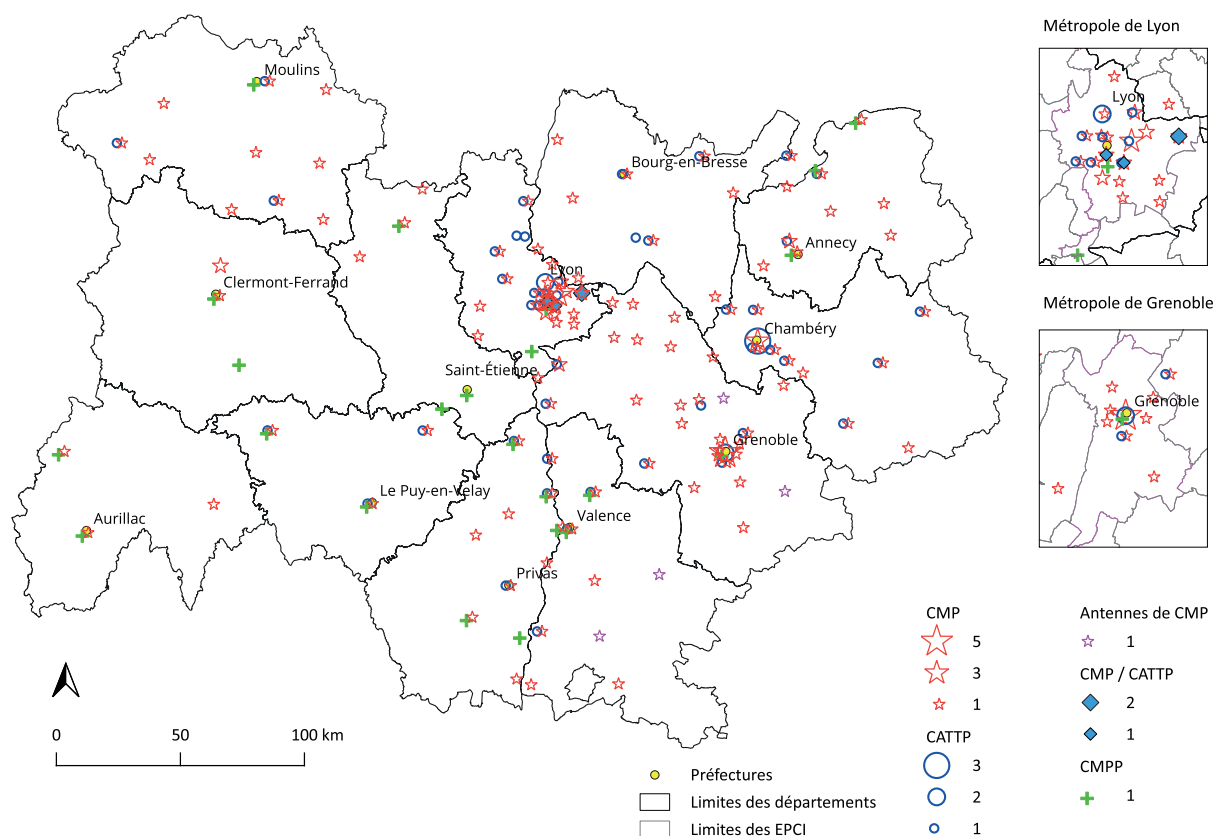 Métropole de Lyon
Lyon
Métropole de Grenoble
Grenoble
Moulins
Bourg-en-Bresse
Annecy
Clermont-Ferrand
Lyon
Chambéry
Saint-Étienne
Grenoble
Le Puy-en-Velay
Aurillac
Valence
Privas
0 50 100 km
Préfectures
Limites des départements
Limites des EPCI
CMP
5
3
1
CATTP
3
2
1
Antennes de CMP
1
CMP / CATTP
2
1
CMPP
1